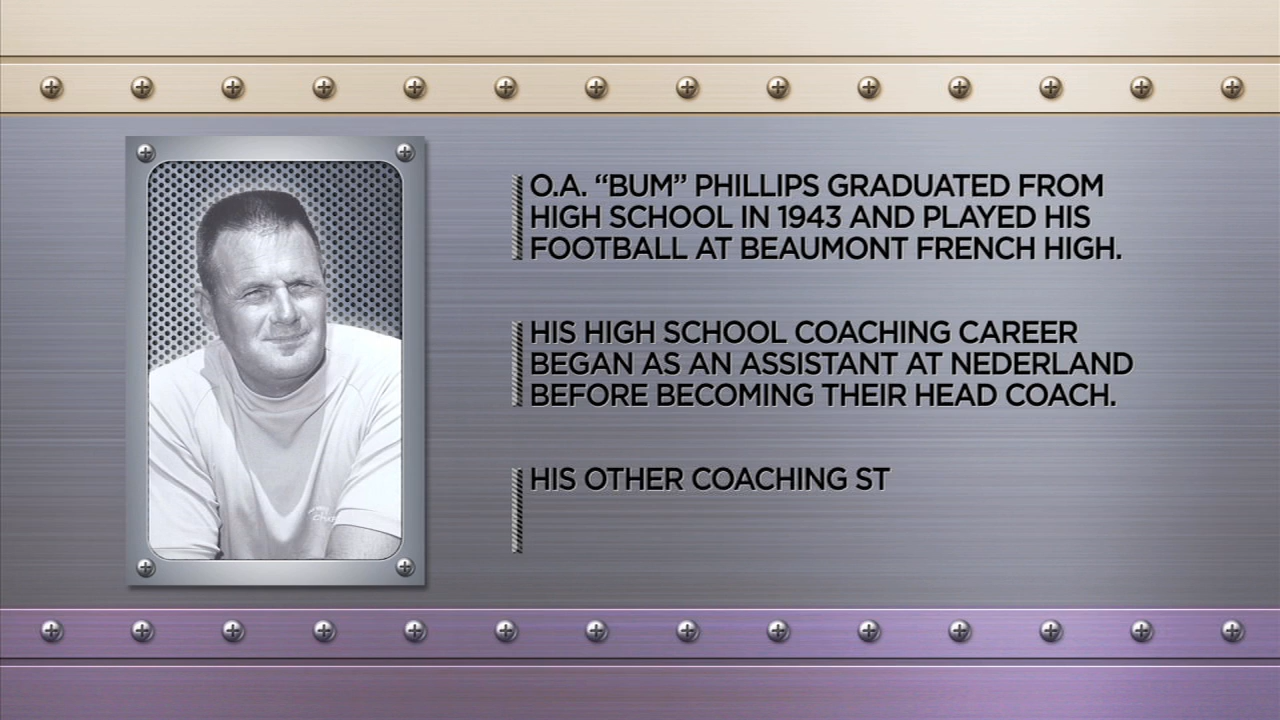 O.A. “BUM” PHILLIPS GRADUATED FROM
HIGH SCHOOL IN 1943 AND PLAYED HIS
FOOTBALL AT BEAUMONT FRENCH HIGH.
HIS HIGH SCHOOL COACHING CAREER
BEGAN AS AN ASSISTANT AT NEDERLAND
BEFORE BECOMING THEIR HEAD COACH.
HIS OTHER COACHING ST